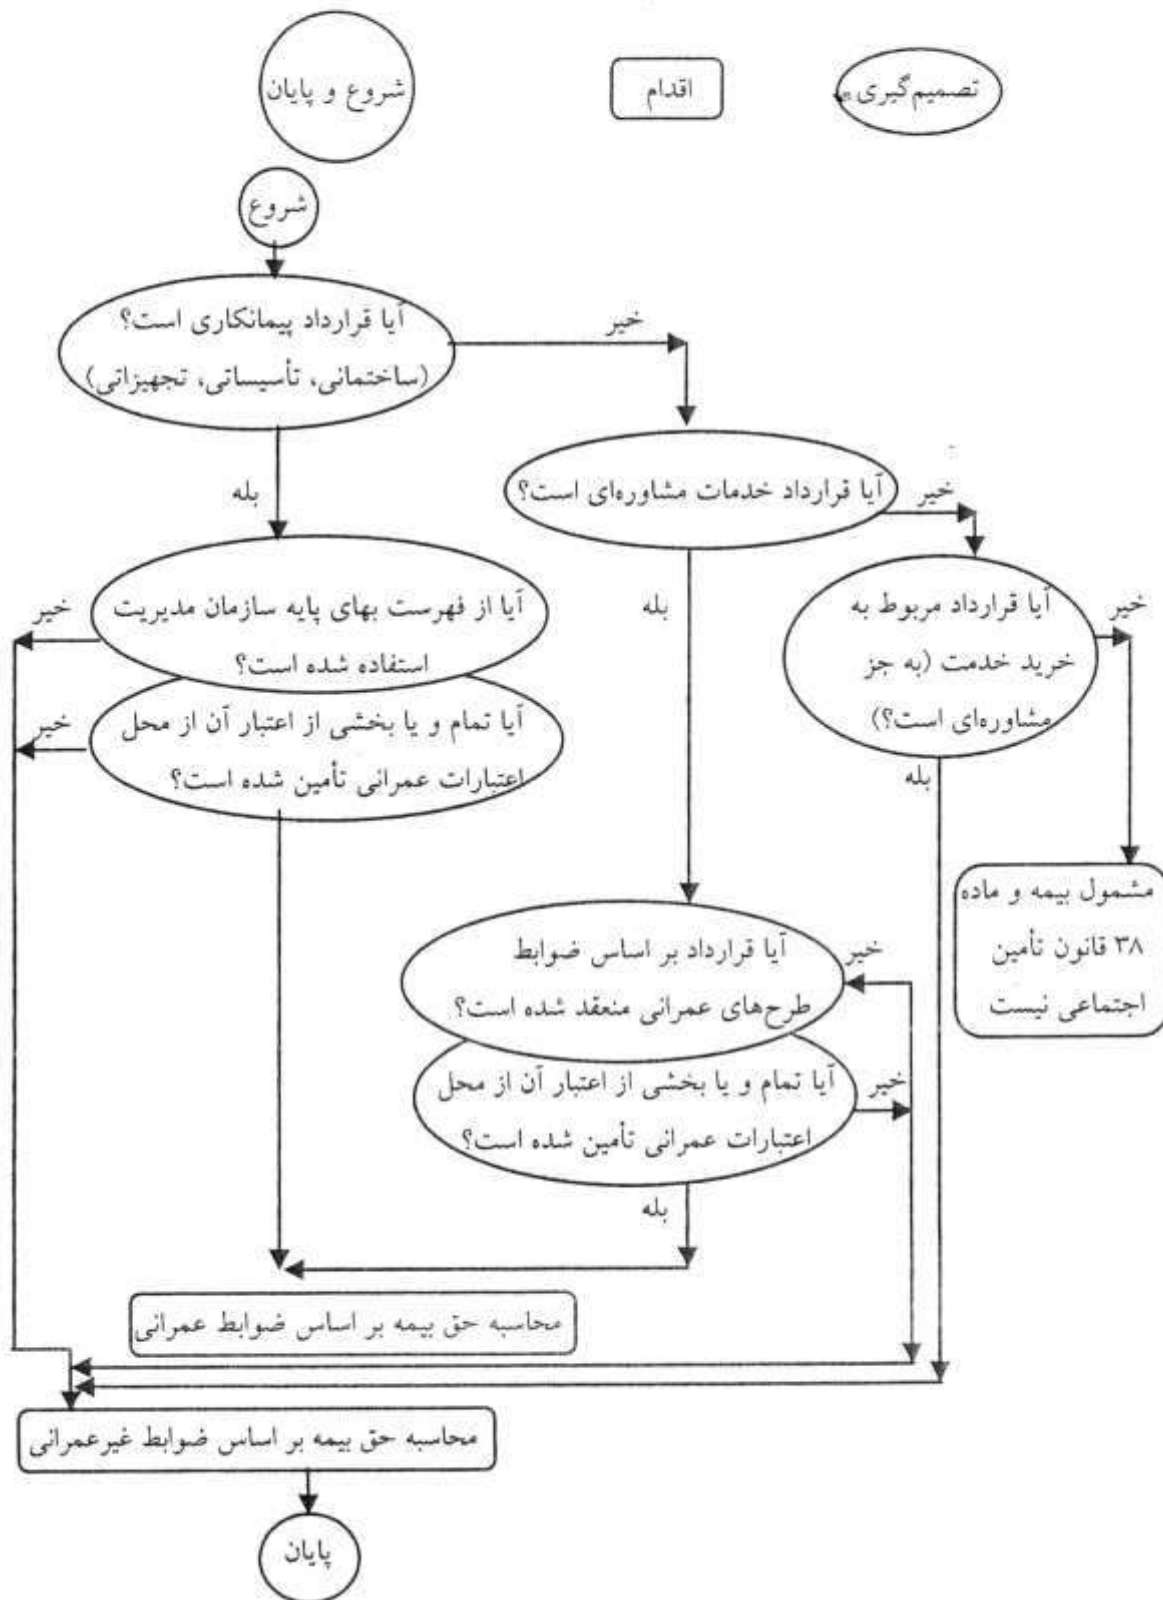 شروع و پایان
اقدام
تصمیم‌گیری
شروع
آیا قرارداد پیمانکاری است؟
(ساختمانی، تأسیساتی، تجهیزاتی)
خیر
بله
آیا قرارداد خدمات مشاوره‌ای است؟
خیر
بله
آیا قرارداد مربوط به
خرید خدمت (به جز
مشاوره‌ای است؟)
خیر
بله
مشمول بیمه و ماده
۳۸ قانون تأمین
اجتماعی نیست
آیا از فهرست بهای پایه سازمان مدیریت
استفاده شده است؟
خیر
آیا تمام و یا بخشی از اعتبار آن از محل
اعتبارات عمرانی تأمین شده است؟
خیر
آیا قرارداد بر اساس ضوابط
طرح‌های عمرانی منعقد شده است؟
خیر
آیا تمام و یا بخشی از اعتبار آن از محل
اعتبارات عمرانی تأمین شده است؟
خیر
بله
محاسبه حق بیمه بر اساس ضوابط عمرانی
محاسبه حق بیمه بر اساس ضوابط غیرعمرانی
پایان